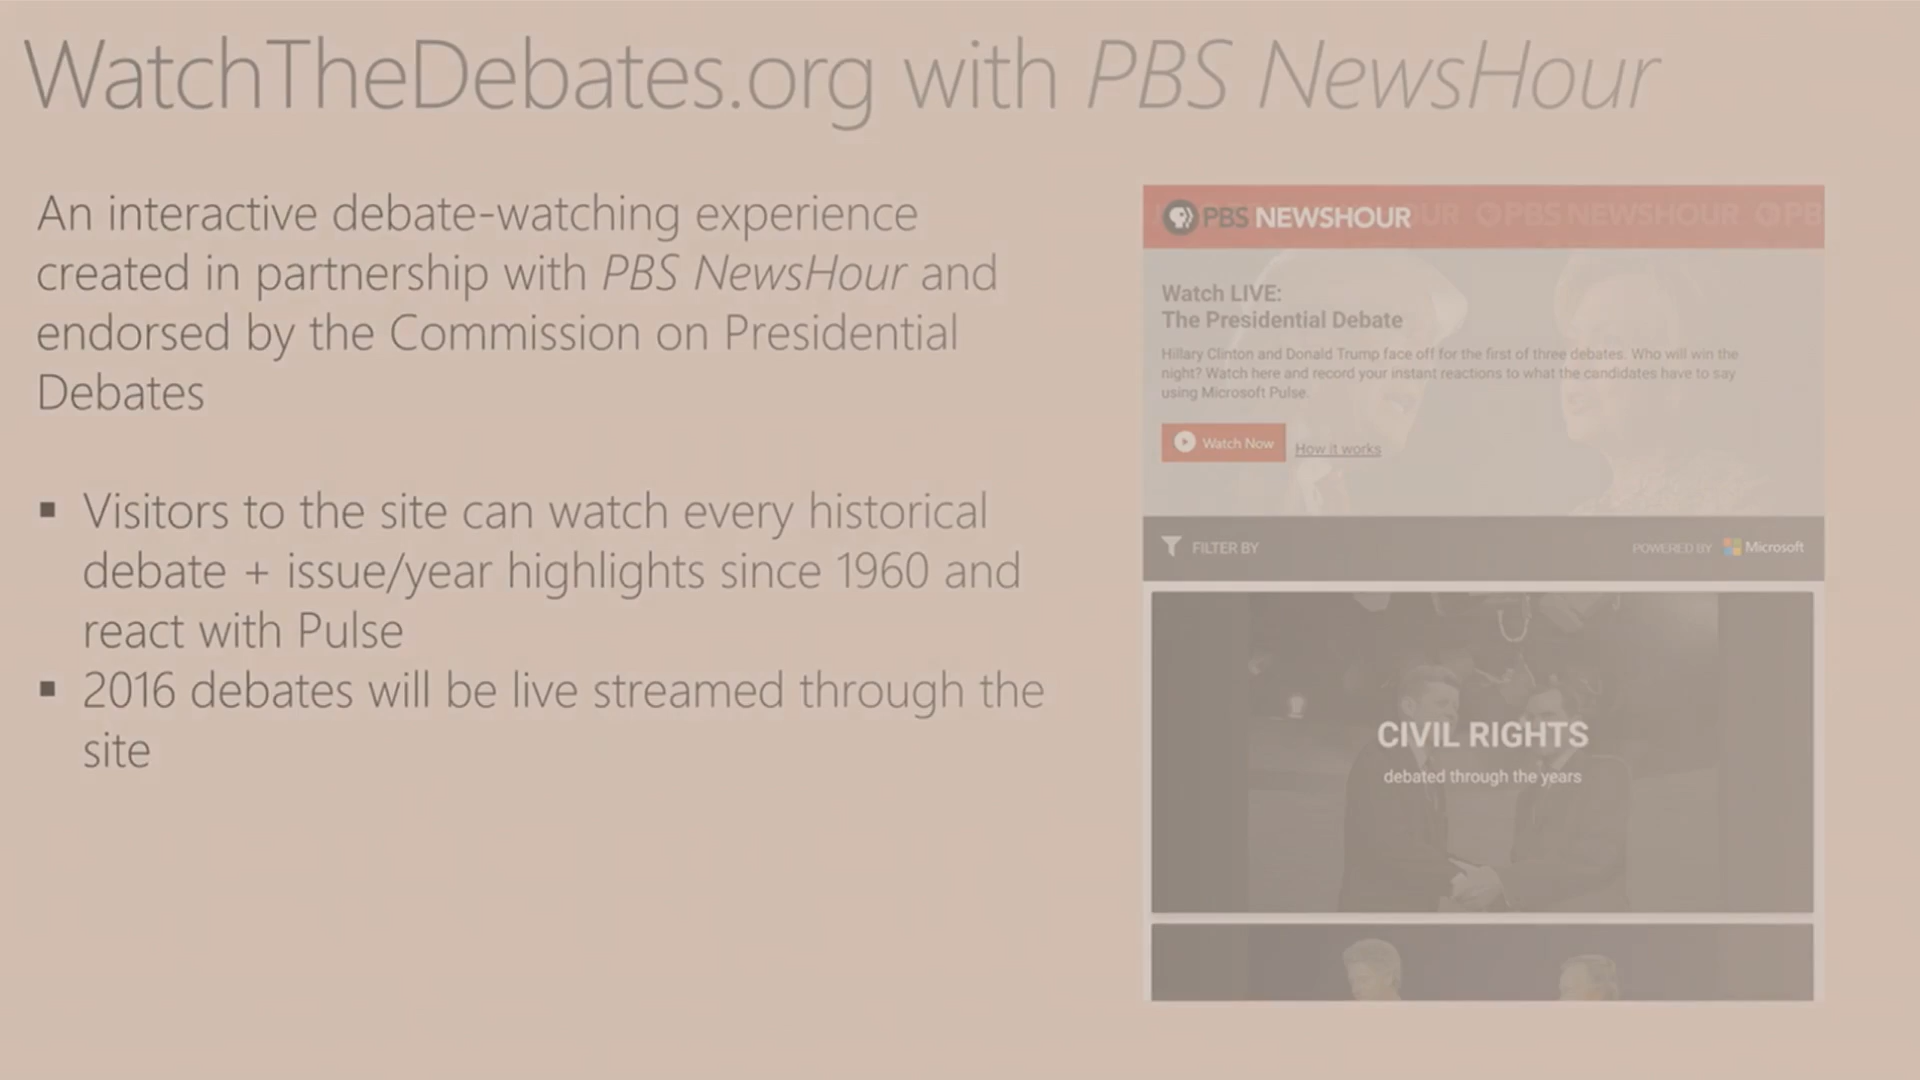 WatchTheDebates.org with PBS NewsHour
An interactive debate-watching experience
created in partnership with PBS NewsHour and
endorsed by the Commission on Presidential
Debates
▪ Visitors to the site can watch every historical
debate + issue/year highlights since 1960 and
react with Pulse
▪ 2016 debates will be live streamed through the
site
PBS NEWSHOUR UR PBS NEWSHOUR PB
Watch LIVE:
The Presidential Debate
Hillary Clinton and Donald Trump face off for the first of three debates. Who will win the
night? Watch here and record your instant reactions to what the candidates have to say
using Microsoft Pulse.
Watch Now How it works
FILTER BY POWERED BY Microsoft
CIVIL RIGHTS
debated through the years